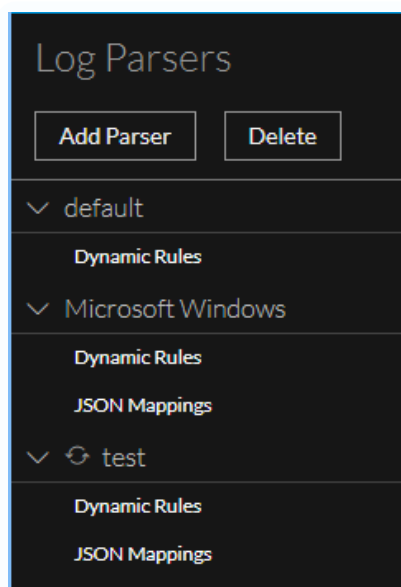 Log Parsers
Add Parser Delete
default
Dynamic Rules
Microsoft Windows
Dynamic Rules
JSON Mappings
test
Dynamic Rules
JSON Mappings